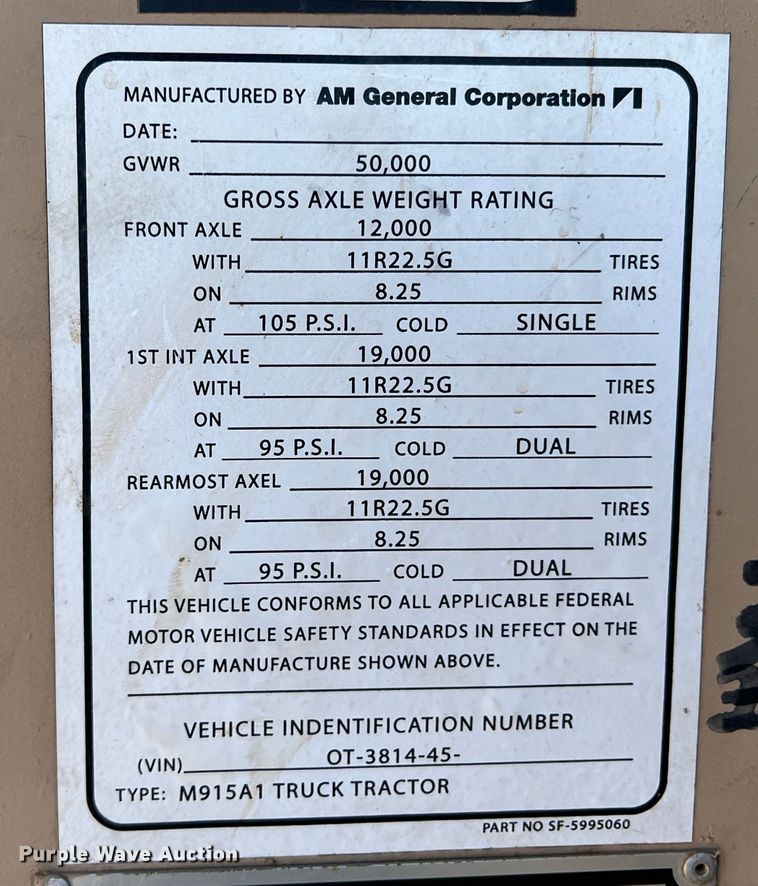 MANUFACTURED BY AM General Corporation
DATE:
GVWR 50,000
GROSS AXLE WEIGHT RATING
FRONT AXLE 12,000
WITH 11R22.5G TIRES
ON 8.25 RIMS
AT 105 P.S.I. COLD SINGLE
1ST INT AXLE 19,000
WITH 11R22.5G TIRES
ON 8.25 RIMS
AT 95 P.S.I. COLD DUAL
REARMOST AXEL 19,000
WITH 11R22.5G TIRES
ON 8.25 RIMS
AT 95 P.S.I. COLD DUAL
THIS VEHICLE CONFORMS TO ALL APPLICABLE FEDERAL
MOTOR VEHICLE SAFETY STANDARDS IN EFFECT ON THE
DATE OF MANUFACTURE SHOWN ABOVE.
VEHICLE INDENTIFICATION NUMBER
(VIN) OT-3814-45-
TYPE: M915A1 TRUCK TRACTOR
PART NO SF-5995060
Purple Wave Auction